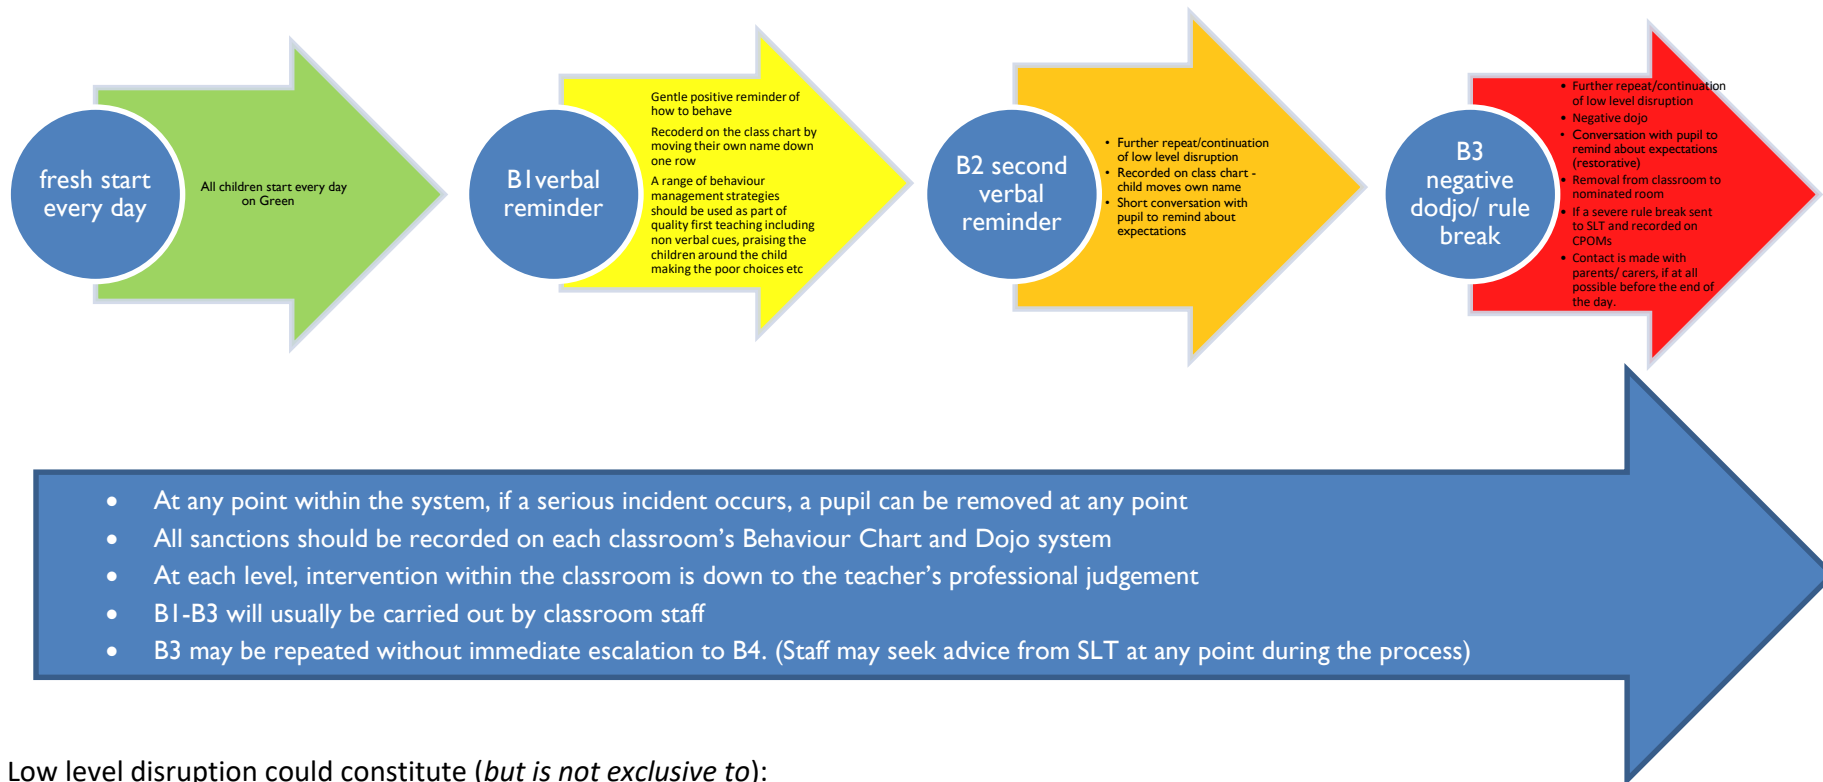 fresh start
every day
All children start every day
on Green
B1verbal
reminder
Gentle positive reminder of
how to behave
Recoderd on the class chart by
moving their own name down
one row
A range of behaviour
management strategies
should be used as part of
quality first teaching including
non verbal cues, praising the
children around the child
making the poor choices etc
B2 second
verbal
reminder
• Further repeat/continuation
of low level disruption
• Recorded on class chart -
child moves own name
• Short conversation with
pupil to remind about
expectations
B3
negative
dodjo/ rule
break
• Further repeat/continuation
of low level disruption
• Negative dojo
• Conversation with pupil to
remind about expectations
(restorative)
• Removal from classroom to
nominated room
• If a severe rule break sent
to SLT and recorded on
CPOMs
• Contact is made with
parents/ carers, if at all
possible before the end of
the day.
• At any point within the system, if a serious incident occurs, a pupil can be removed at any point
• All sanctions should be recorded on each classroom’s Behaviour Chart and Dojo system
• At each level, intervention within the classroom is down to the teacher’s professional judgement
• B1-B3 will usually be carried out by classroom staff
• B3 may be repeated without immediate escalation to B4. (Staff may seek advice from SLT at any point during the process)
Low level disruption could constitute (but is not exclusive to):